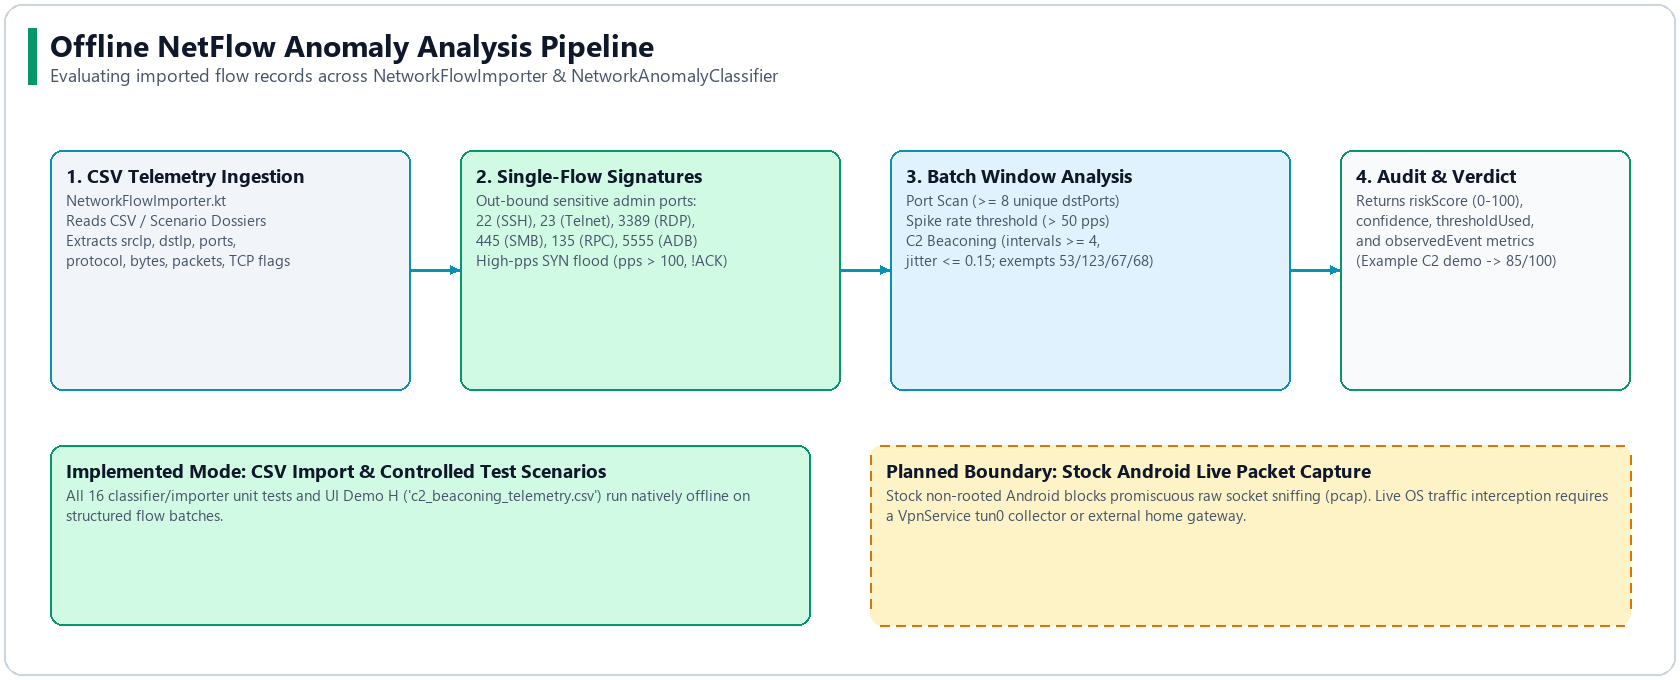 Offline NetFlow Anomaly Analysis Pipeline
Evaluating imported flow records across NetworkFlowImporter & NetworkAnomalyClassifier
1. CSV Telemetry Ingestion
NetworkFlowImporter.kt
Reads CSV / Scenario Dossiers
Extracts srcIp, dstIp, ports,
protocol, bytes, packets, TCP flags
2. Single-Flow Signatures
Out-bound sensitive admin ports:
22 (SSH), 23 (Telnet), 3389 (RDP),
445 (SMB), 135 (RPC), 5555 (ADB)
High-pps SYN flood (pps > 100, !ACK)
3. Batch Window Analysis
Port Scan (>= 8 unique dstPorts)
Spike rate threshold (> 50 pps)
C2 Beaconing (intervals >= 4,
jitter <= 0.15; exempts 53/123/67/68)
4. Audit & Verdict
Returns riskScore (0-100),
confidence, thresholdUsed,
and observedEvent metrics
(Example C2 demo -> 85/100)
Implemented Mode: CSV Import & Controlled Test Scenarios
All 16 classifier/importer unit tests and UI Demo H ('c2_beaconing_telemetry.csv') run natively offline on
structured flow batches.
Planned Boundary: Stock Android Live Packet Capture
Stock non-rooted Android blocks promiscuous raw socket sniffing (pcap). Live OS traffic interception requires
a VpnService tun0 collector or external home gateway.